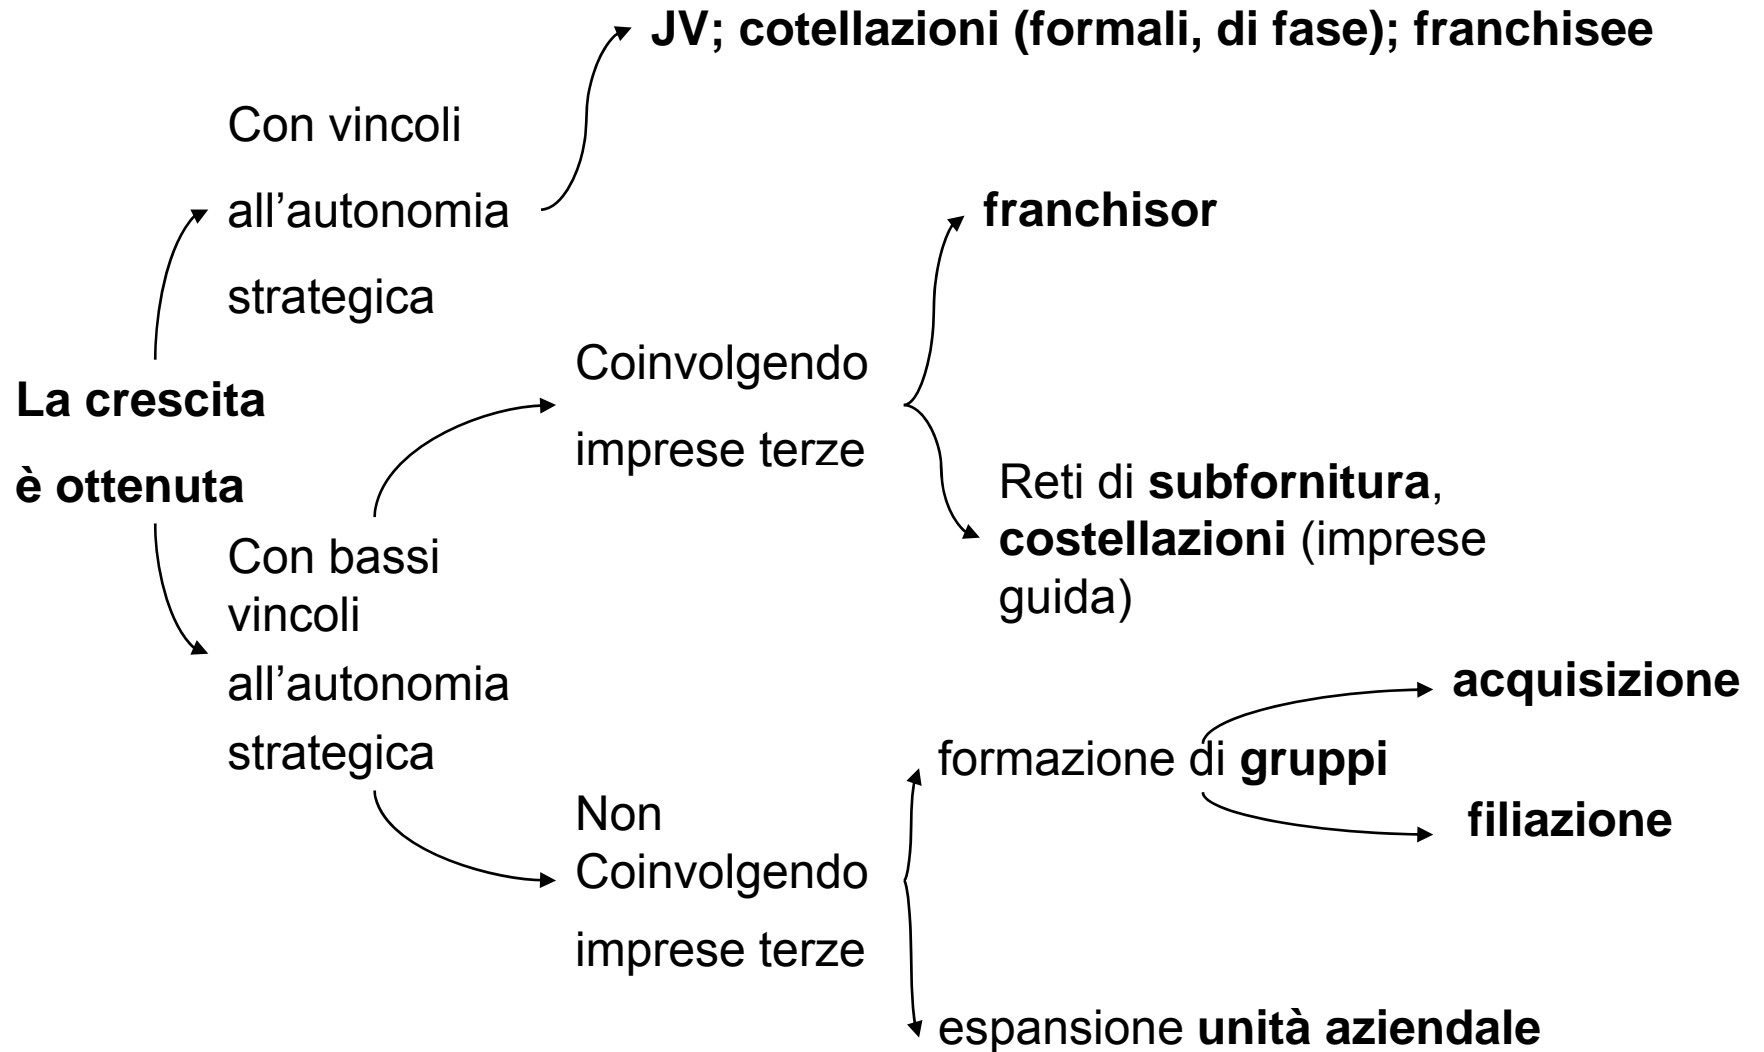 JV; cotellazioni (formali, di fase); franchisee
Con vincoli
all’autonomia
strategica
franchisor
La crescita
è ottenuta
Coinvolgendo
imprese terze
Reti di subfornitura,
costellazioni (imprese
guida)
Con bassi
vincoli
all’autonomia
strategica
acquisizione
formazione di gruppi
filiazione
Non
Coinvolgendo
imprese terze
espansione unità aziendale